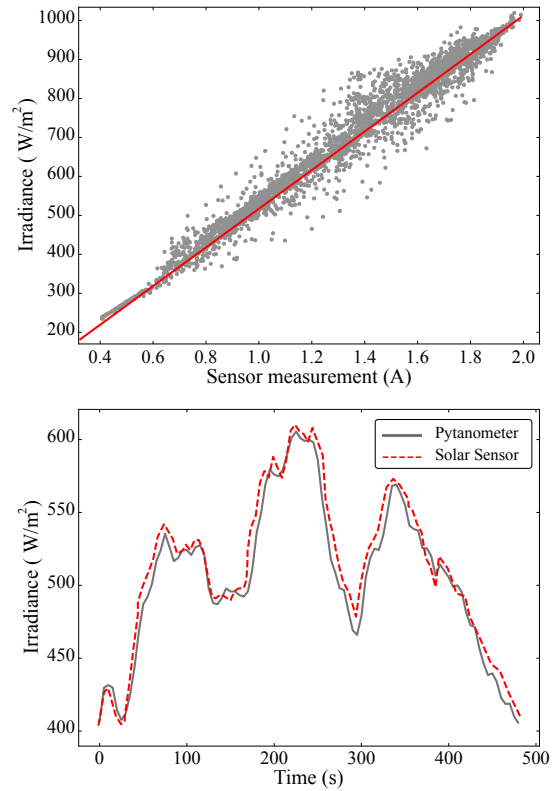 1000
900
800
700
600
500
400
300
200
Irradiance ( W/m²)
0.4 0.6 0.8 1.0 1.2 1.4 1.6 1.8 2.0
Sensor measurement (A)
600
550
500
450
400
Irradiance ( W/m²)
Pytanometer
Solar Sensor
0 100 200 300 400 500
Time (s)